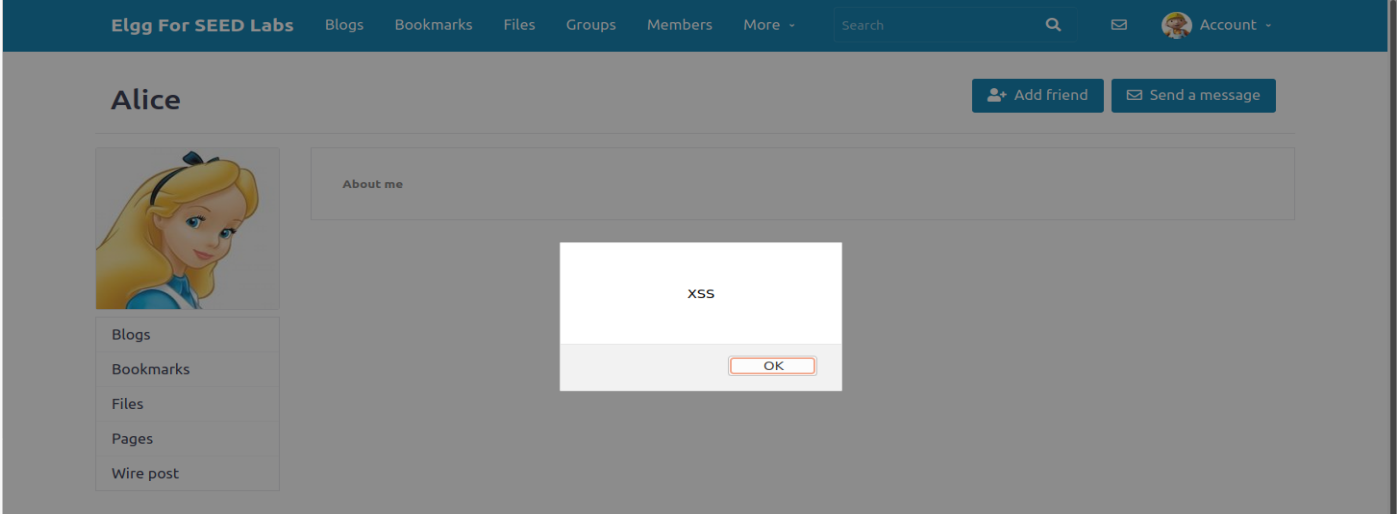 Elgg For SEED Labs Blogs Bookmarks Files Groups Members More Search Account
Alice
Add friend Send a message
About me
xss
OK
Blogs
Bookmarks
Files
Pages
Wire post